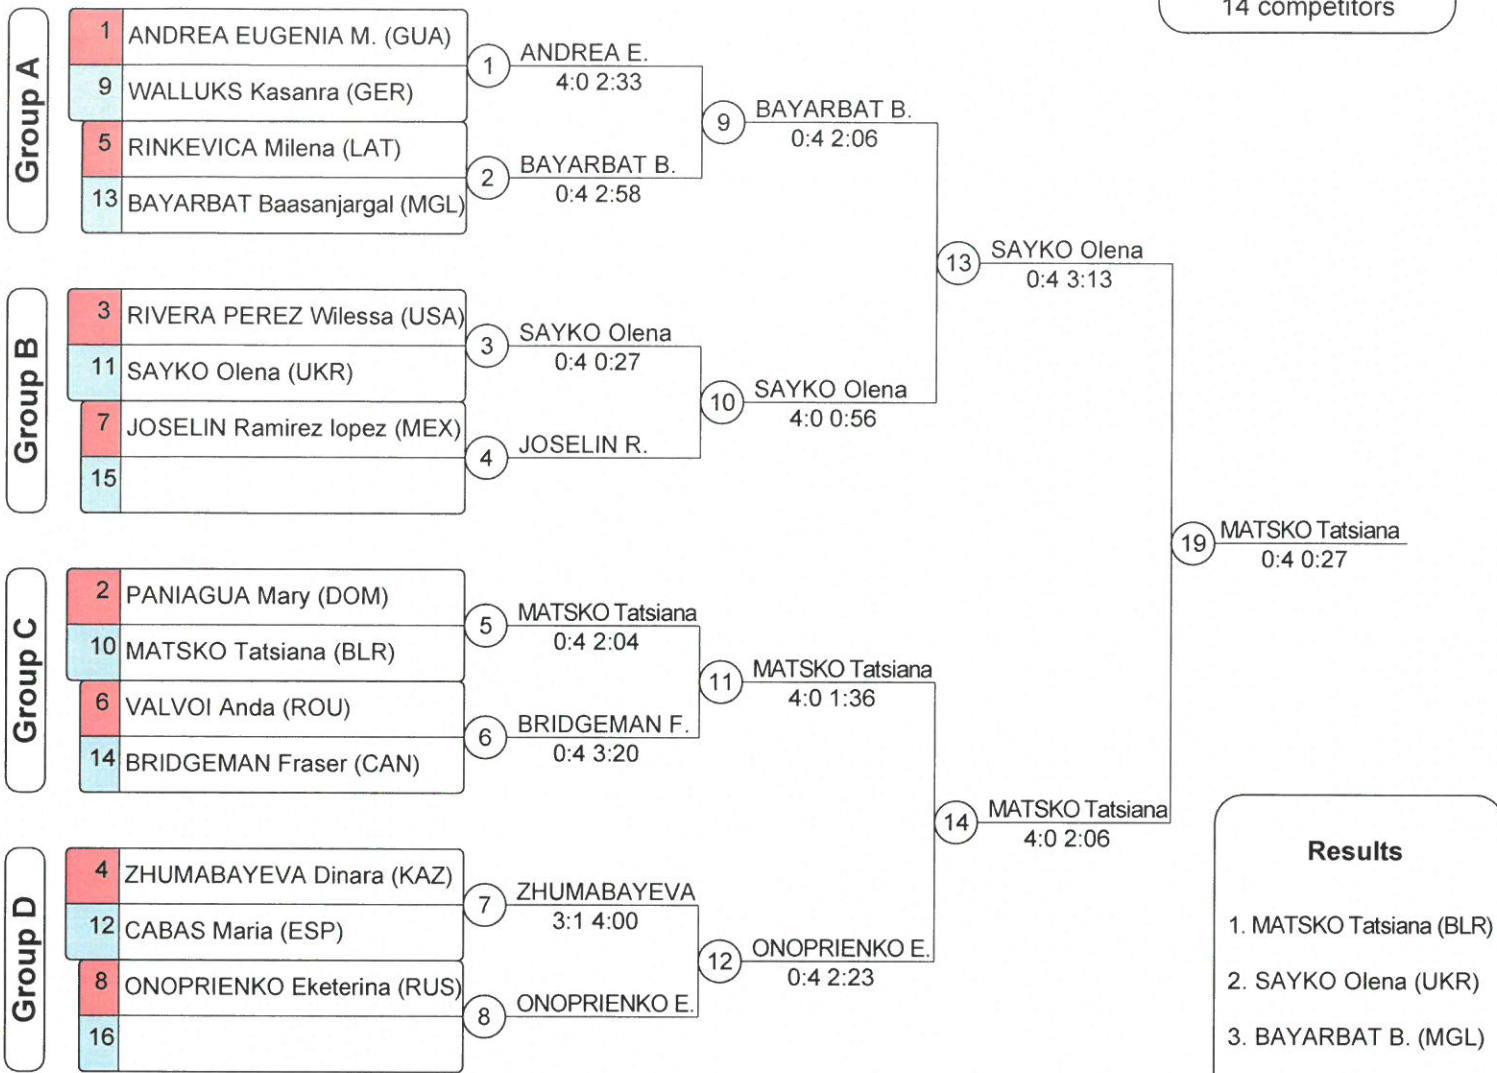 14 competitors
Group A
1 ANDREA EUGENIA M. (GUA)
9 WALLUKS Kasanra (GER)
5 RINKEVICA Milena (LAT)
13 BAYARBAT Baasanjargal (MGL)
1 ANDREA E.
4:0 2:33
2 BAYARBAT B.
0:4 2:58
9 BAYARBAT B.
0:4 2:06
Group B
3 RIVERA PEREZ Wilessa (USA)
11 SAYKO Olena (UKR)
7 JOSELIN Ramirez lopez (MEX)
15
3 SAYKO Olena
0:4 0:27
4 JOSELIN R.
10 SAYKO Olena
4:0 0:56
13 SAYKO Olena
0:4 3:13
Group C
2 PANIAGUA Mary (DOM)
10 MATSKO Tatsiana (BLR)
6 VALVOI Anda (ROU)
14 BRIDGEMAN Fraser (CAN)
5 MATSKO Tatsiana
0:4 2:04
6 BRIDGEMAN F.
0:4 3:20
11 MATSKO Tatsiana
4:0 1:36
Group D
4 ZHUMABAYEVA Dinara (KAZ)
12 CABAS Maria (ESP)
8 ONOPRIENKO Eketerina (RUS)
16
7 ZHUMABAYEVA
3:1 4:00
8 ONOPRIENKO E.
12 ONOPRIENKO E.
0:4 2:23
14 MATSKO Tatsiana
4:0 2:06
19 MATSKO Tatsiana
0:4 0:27
Results
1. MATSKO Tatsiana (BLR)
2. SAYKO Olena (UKR)
3. BAYARBAT B. (MGL)